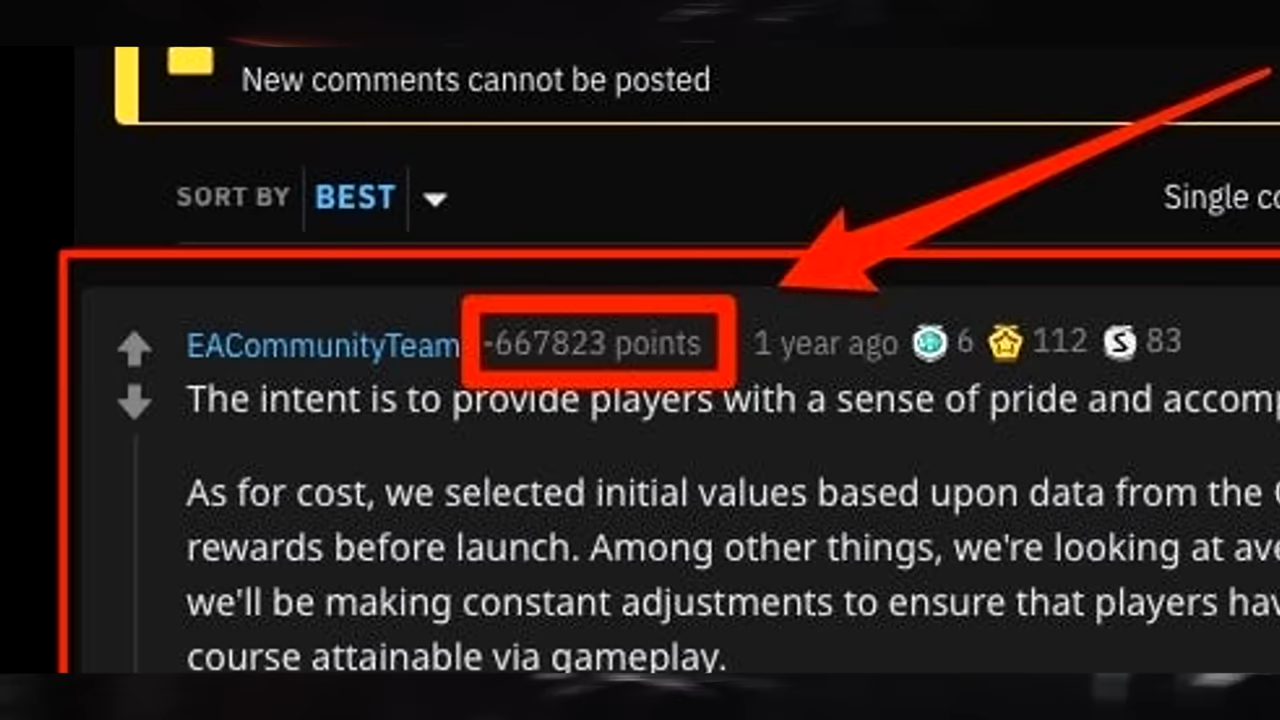 New comments cannot be posted
SORT BY BEST
Single
EACommunityTeam -667823 points 1 year ago 6 112 S 83
The intent is to provide players with a sense of pride and
As for cost, we selected initial values based upon data from the
rewards before launch. Among other things, we're looking at
we'll be making constant adjustments to ensure that players
course attainable via gameplay.